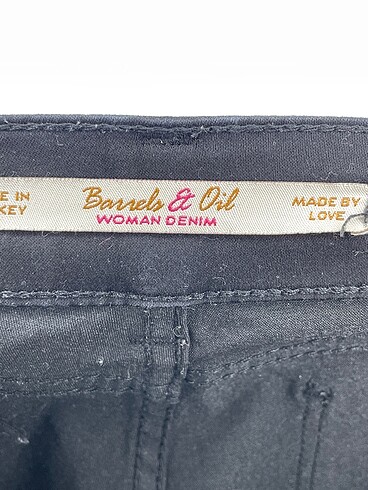 E IN
KEY
Barrels & Oil
WOMAN DENIM
MADE BY
LOVE